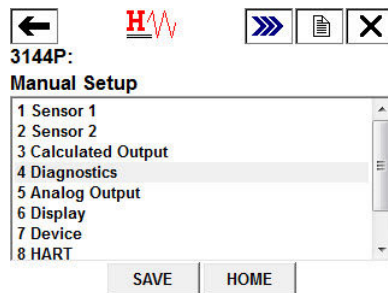 H
3144P:
Manual Setup
1 Sensor 1
2 Sensor 2
3 Calculated Output
4 Diagnostics
5 Analog Output
6 Display
7 Device
8 HART
SAVE HOME